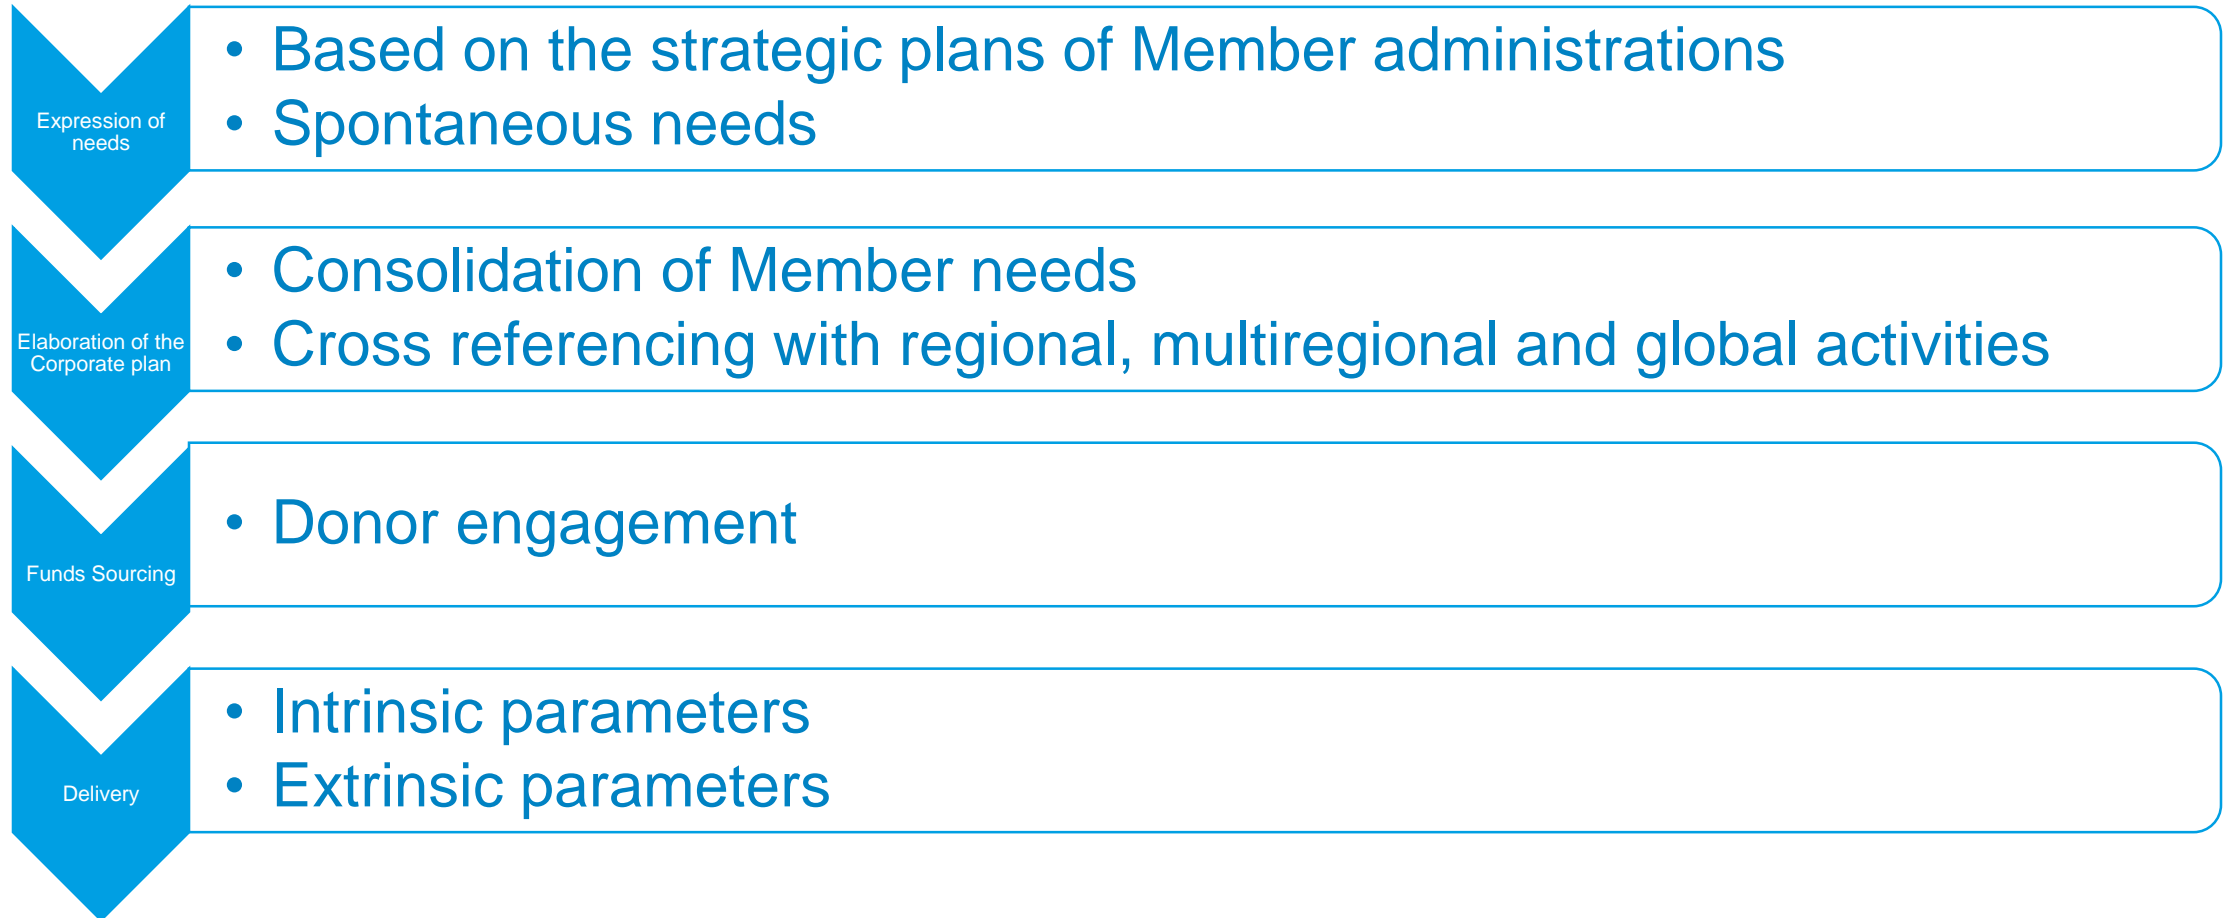 Expression of
needs
• Based on the strategic plans of Member administrations
• Spontaneous needs
Elaboration of the
Corporate plan
• Consolidation of Member needs
• Cross referencing with regional, multiregional and global activities
Funds Sourcing
• Donor engagement
Delivery
• Intrinsic parameters
• Extrinsic parameters